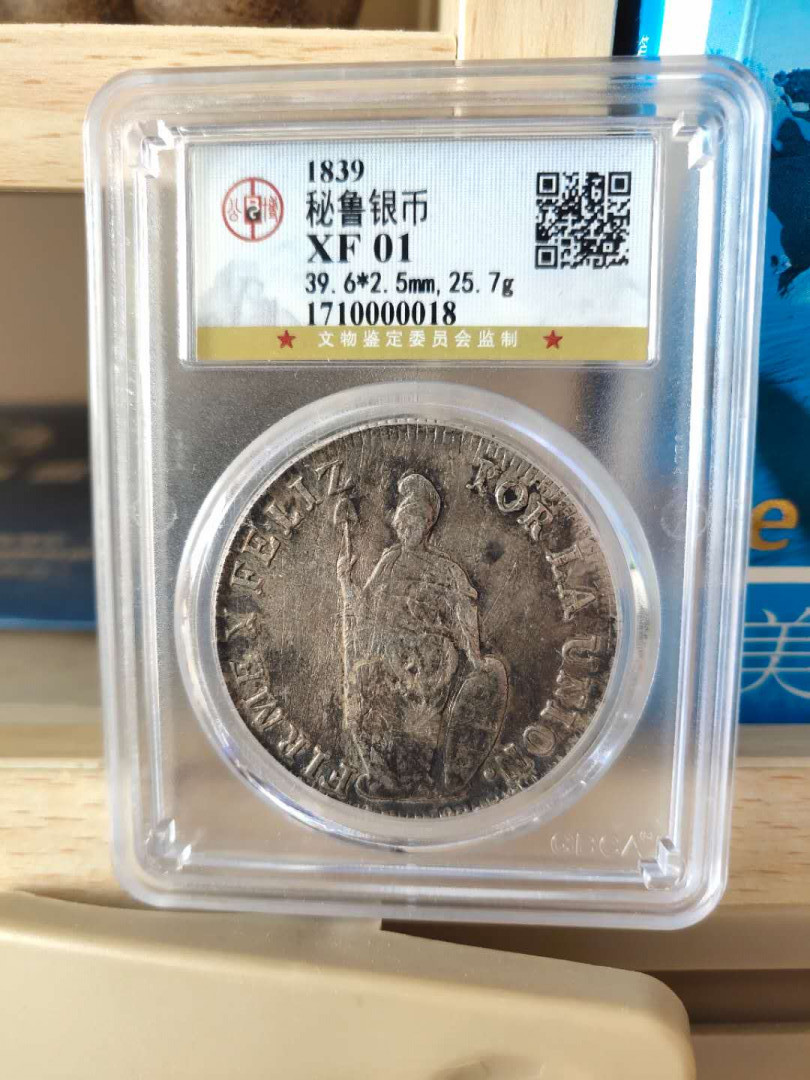 1839
秘鲁银币
XF 01
39.6*2.5mm, 25.7g
1710000018
★ 文物鉴定委员会监制 ★
FIRME Y FELIZ POR LA UNION.
GBCA
e
美